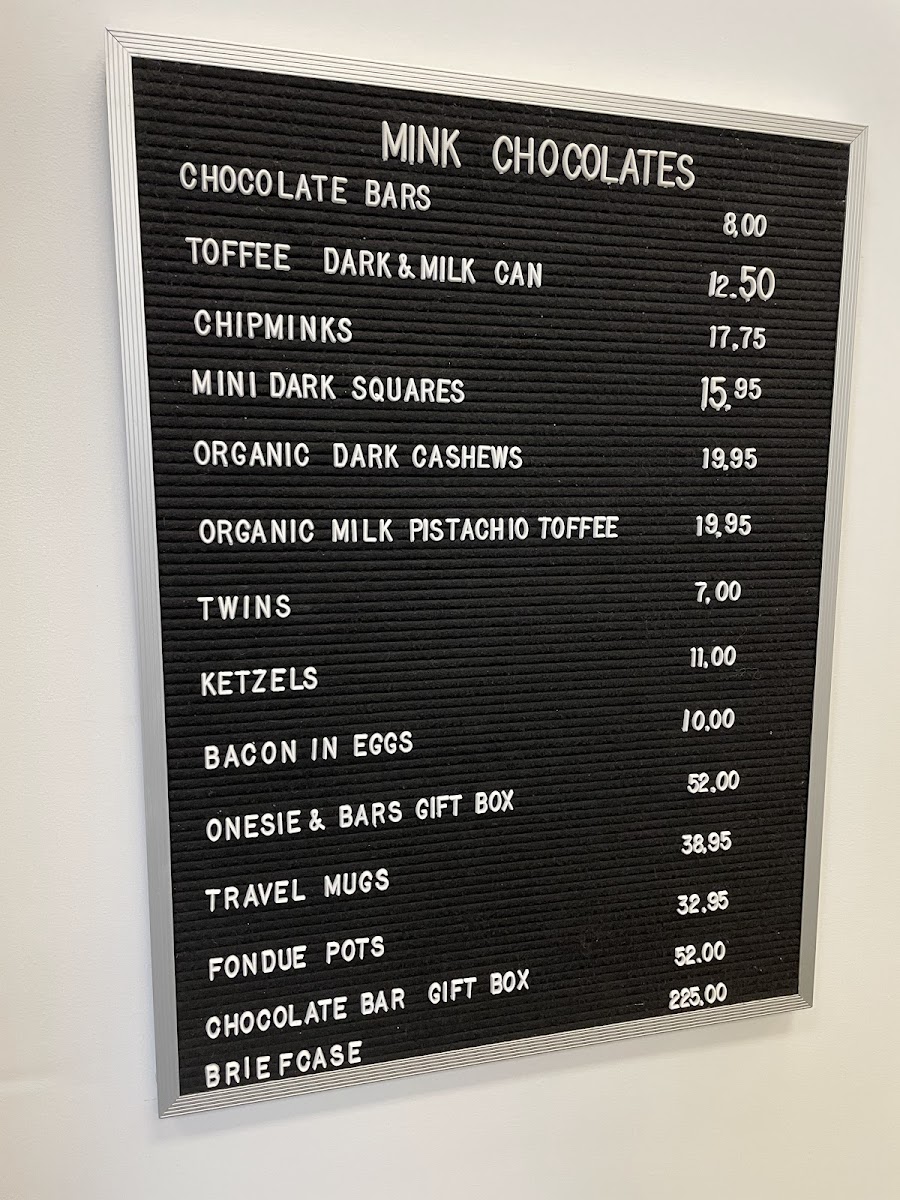 MINK CHOCOLATES
CHOCOLATE BARS 8.00
TOFFEE DARK & MILK CAN 12.50
CHIPMINKS 17.75
MINI DARK SQUARES 15.95
ORGANIC DARK CASHEWS 19.95
ORGANIC MILK PISTACHIO TOFFEE 19.95
TWINS 7.00
KETZELS 11.00
BACON IN EGGS 10.00
ONESIE & BARS GIFT BOX 52.00
TRAVEL MUGS 38.95
FONDUE POTS 32.95
CHOCOLATE BAR GIFT BOX 52.00
BRIEFCASE 225.00